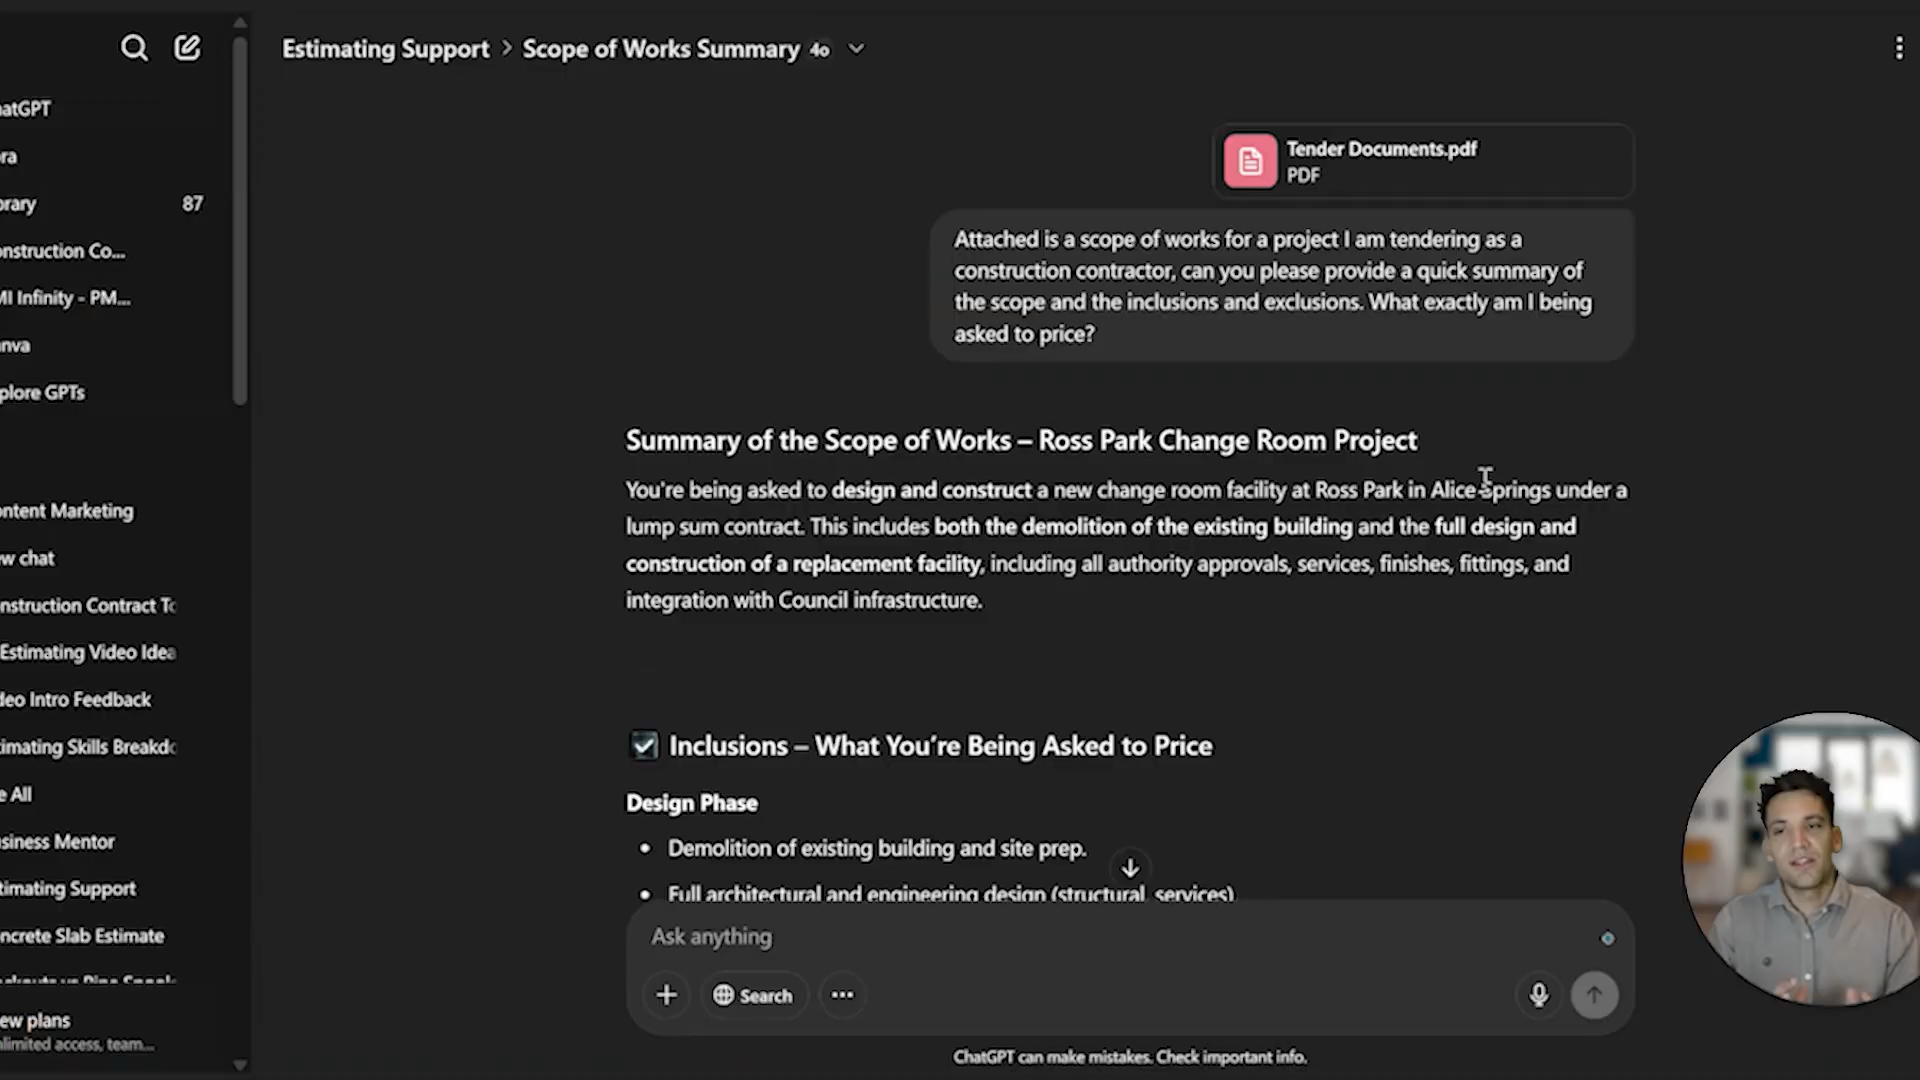 Estimating Support > Scope of Works Summary 4o
atGPT
ra
orary 87
onstruction Co...
MI Infinity - PM...
nva
plore GPTs
ontent Marketing
w chat
nstruction Contract To
Estimating Video Idea
deo Intro Feedback
timating Skills Breakdo
e All
siness Mentor
timating Support
ncrete Slab Estimate
ew plans
nlimited access, team...
Tender Documents.pdf
PDF
Attached is a scope of works for a project I am tendering as a
construction contractor, can you please provide a quick summary of
the scope and the inclusions and exclusions. What exactly am I being
asked to price?
Summary of the Scope of Works – Ross Park Change Room Project
You're being asked to design and construct a new change room facility at Ross Park in Alice Springs under a
lump sum contract. This includes both the demolition of the existing building and the full design and
construction of a replacement facility, including all authority approvals, services, finishes, fittings, and
integration with Council infrastructure.
Inclusions – What You’re Being Asked to Price
Design Phase
• Demolition of existing building and site prep.
• Full architectural and engineering design (structural, services)
Ask anything
Search
ChatGPT can make mistakes. Check important info.